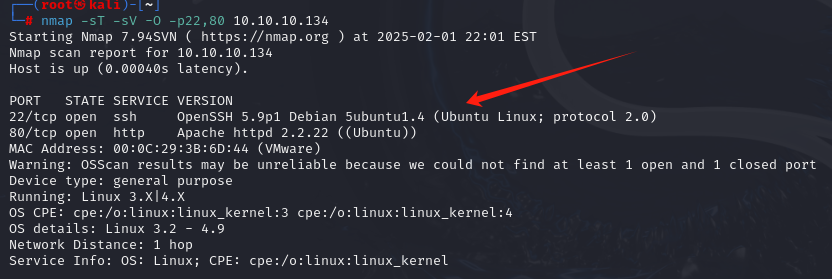 ┌──(root㉿kali)-[~]
└─# nmap -sT -sV -O -p22,80 10.10.10.134
Starting Nmap 7.94SVN ( https://nmap.org ) at 2025-02-01 22:01 EST
Nmap scan report for 10.10.10.134
Host is up (0.00040s latency).
PORT   STATE SERVICE VERSION
22/tcp open  ssh     OpenSSH 5.9p1 Debian 5ubuntu1.4 (Ubuntu Linux; protocol 2.0)
80/tcp open  http    Apache httpd 2.2.22 ((Ubuntu))
MAC Address: 00:0C:29:3B:6D:44 (VMware)
Warning: OSScan results may be unreliable because we could not find at least 1 open and 1 closed port
Device type: general purpose
Running: Linux 3.X|4.X
OS CPE: cpe:/o:linux:linux_kernel:3 cpe:/o:linux:linux_kernel:4
OS details: Linux 3.2 - 4.9
Network Distance: 1 hop
Service Info: OS: Linux; CPE: cpe:/o:linux:linux_kernel